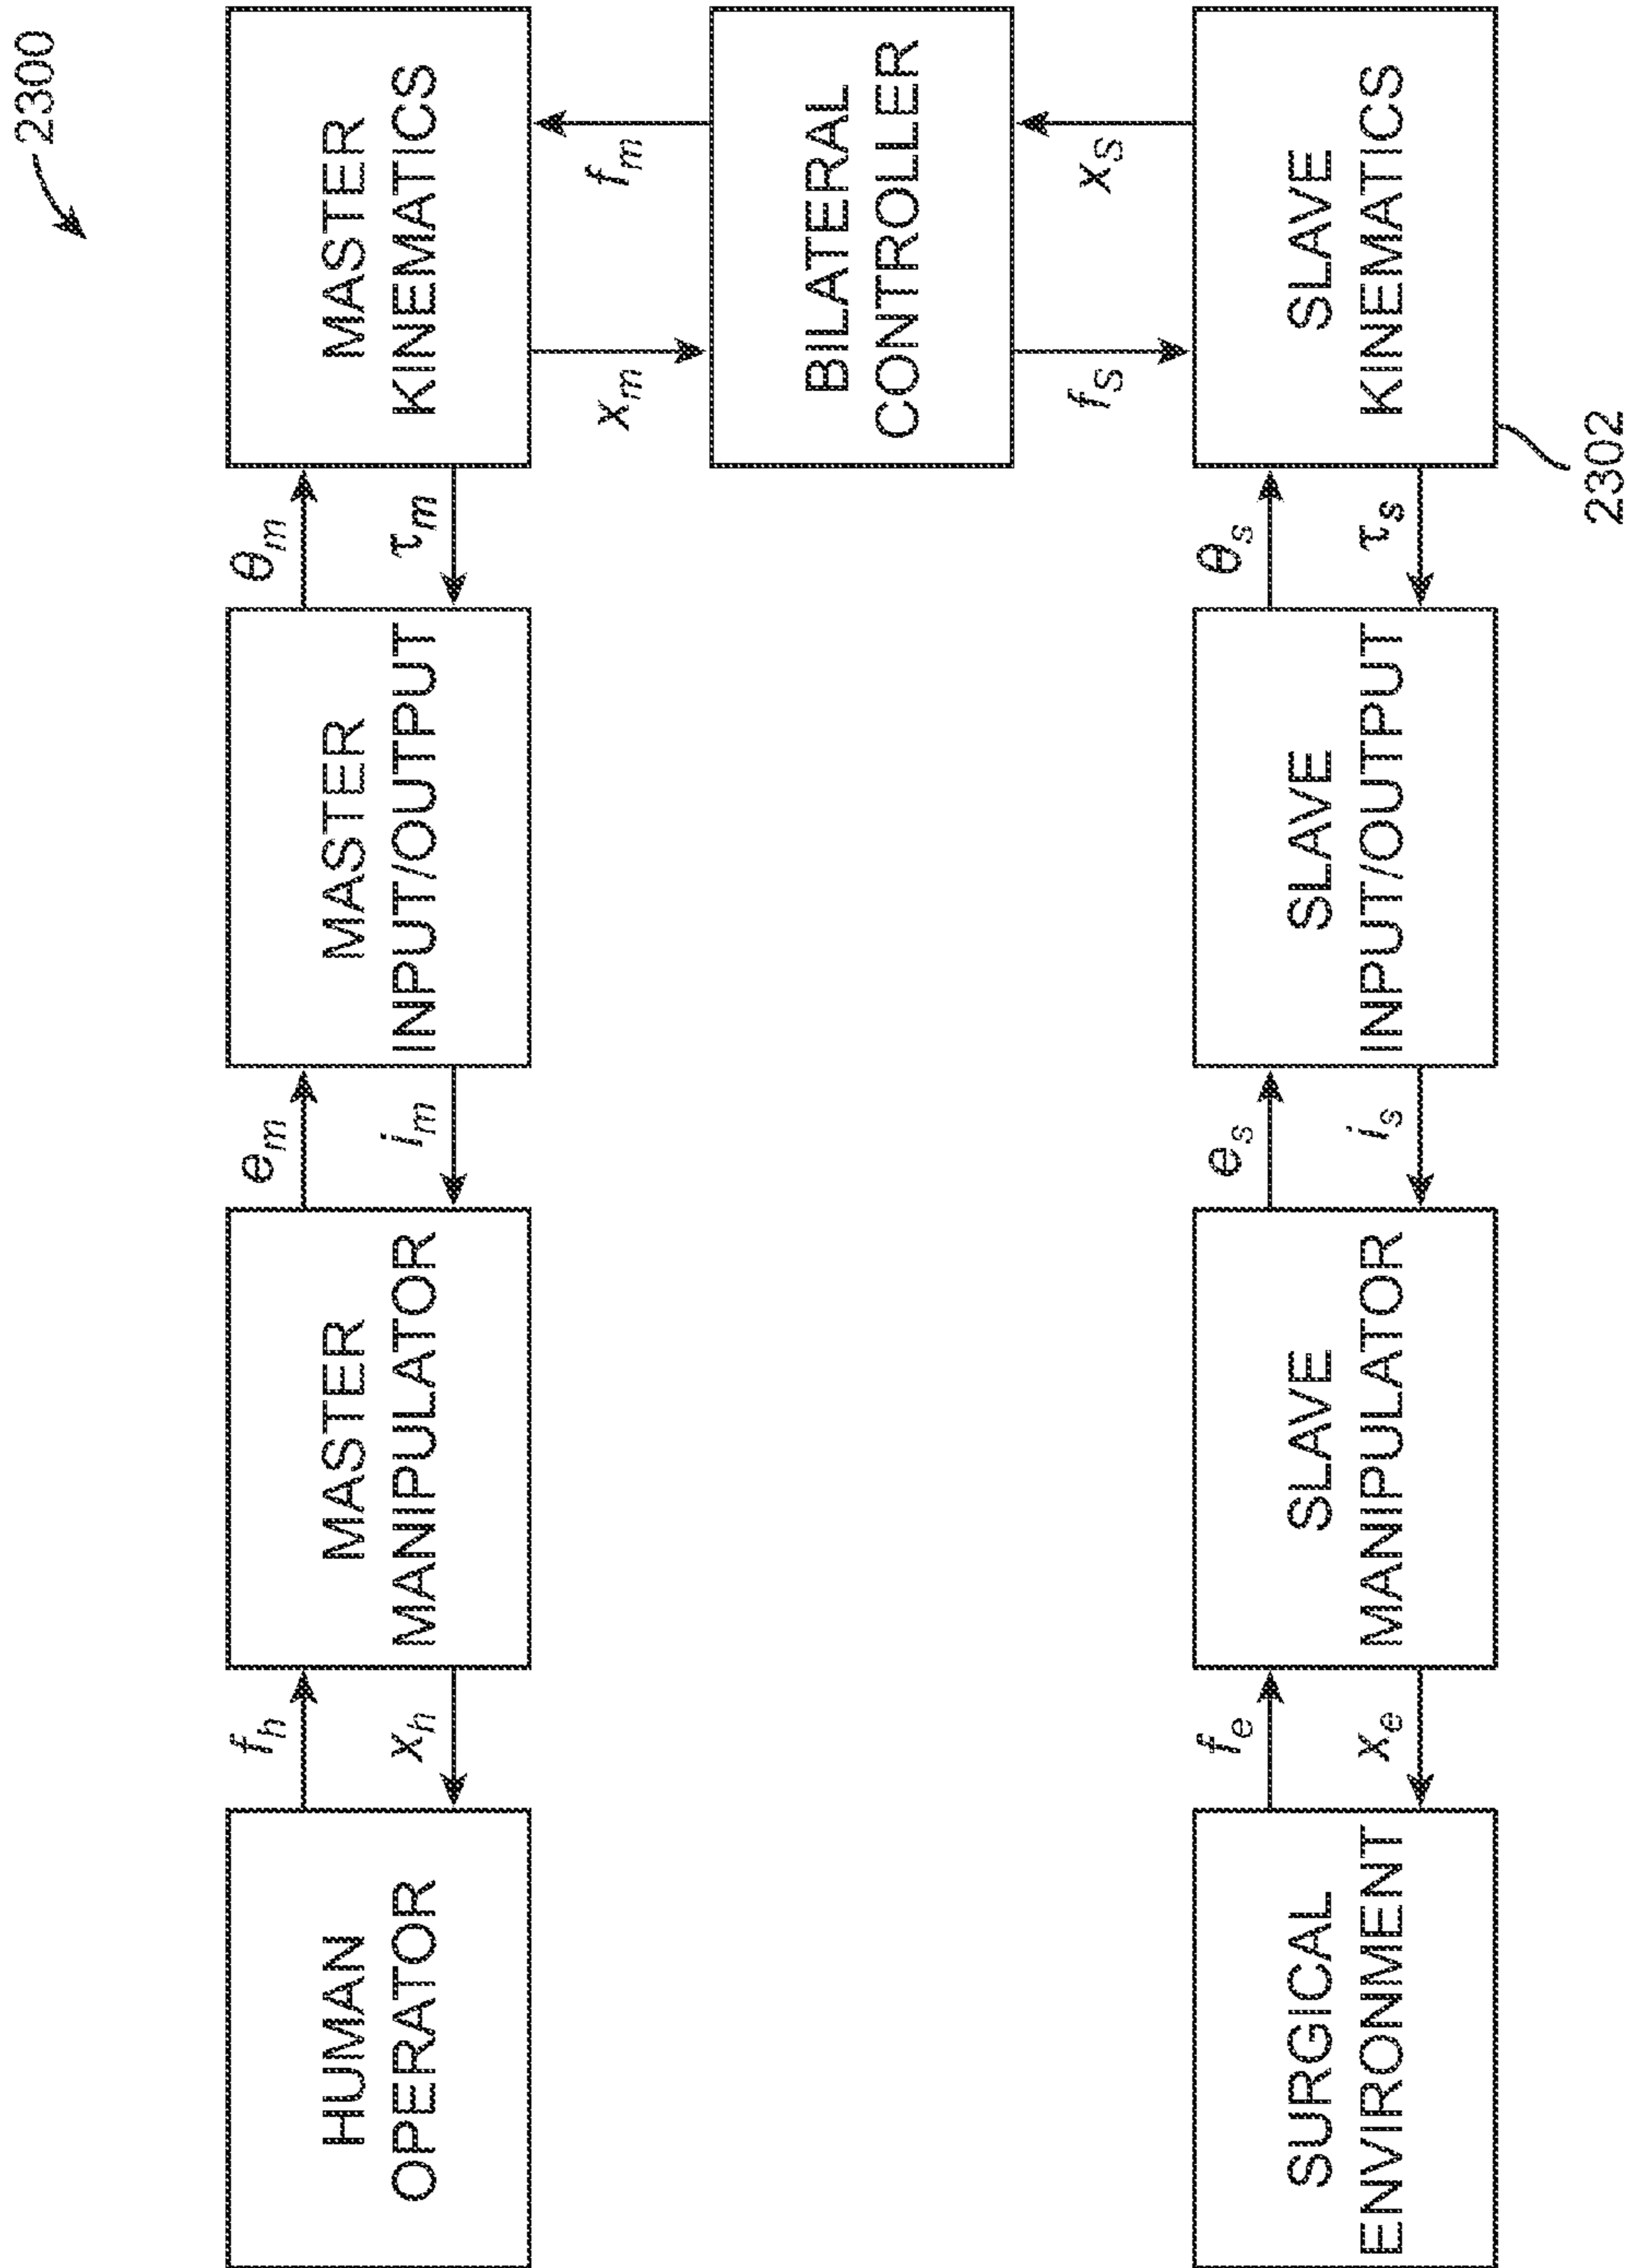 2300
HUMAN
OPERATOR
f_h
x_h
MASTER
MANIPULATOR
e_m
i_m
MASTER
INPUT/OUTPUT
θ_m
τ_m
MASTER
KINEMATICS
x_m
f_m
BILATERAL
CONTROLLER
f_S
x_S
SURGICAL
ENVIRONMENT
f_e
x_e
SLAVE
MANIPULATOR
e_s
i_s
SLAVE
INPUT/OUTPUT
θ_s
τ_s
SLAVE
KINEMATICS
2302